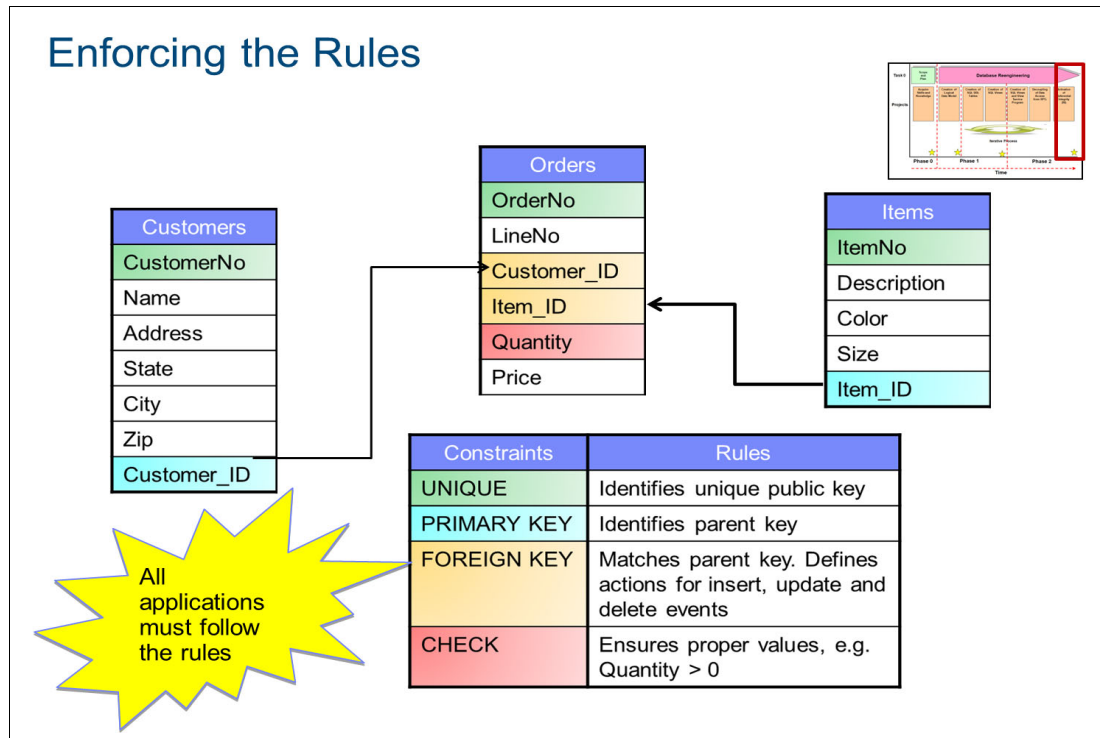 Enforcing the Rules
Database Reengineering
Projects
Iterative Process
Phase 0
Phase 1
Phase 2
Time
Orders
OrderNo
LineNo
Customer_ID
Item_ID
Quantity
Price
Customers
CustomerNo
Name
Address
State
City
Zip
Customer_ID
Items
ItemNo
Description
Color
Size
Item_ID
Constraints
Rules
UNIQUE
Identifies unique public key
PRIMARY KEY
Identifies parent key
FOREIGN KEY
Matches parent key. Defines
actions for insert, update and
delete events
CHECK
Ensures proper values, e.g.
Quantity > 0
All
applications
must follow
the rules